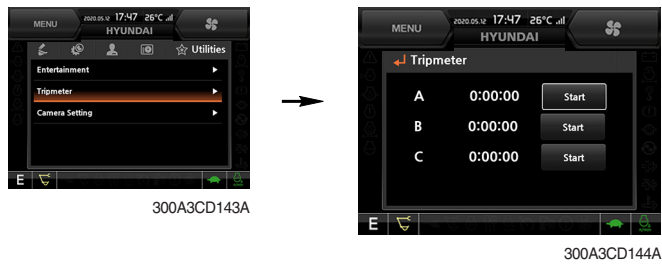 MENU
2020.05.12 17:47 26°C
HYUNDAI
Utilities
Entertainment
Tripmeter
Camera Setting
E
300A3CD143A
MENU
2020.05.12 17:47 26°C
HYUNDAI
Tripmeter
A 0:00:00 Start
B 0:00:00 Start
C 0:00:00 Start
E
300A3CD144A